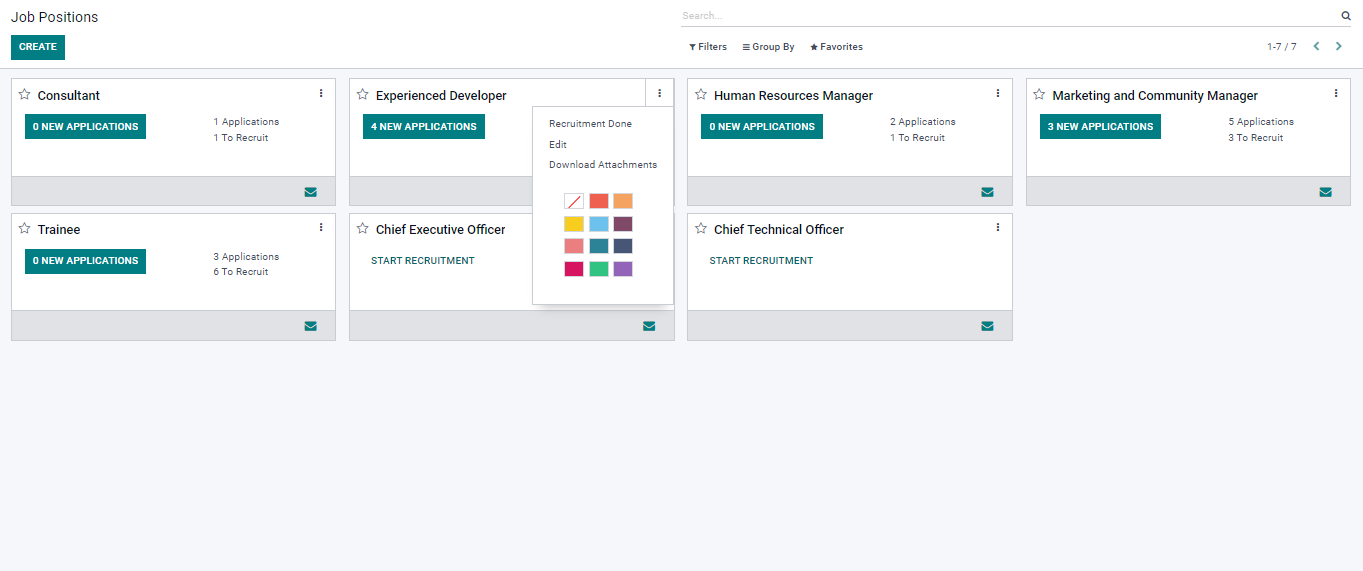 Job Positions
Search...
CREATE
Filters
Group By
Favorites
1-7 / 7
Consultant
0 NEW APPLICATIONS
1 Applications
1 To Recruit
Experienced Developer
4 NEW APPLICATIONS
Recruitment Done
Edit
Download Attachments
Human Resources Manager
0 NEW APPLICATIONS
2 Applications
1 To Recruit
Marketing and Community Manager
3 NEW APPLICATIONS
5 Applications
3 To Recruit
Trainee
0 NEW APPLICATIONS
3 Applications
6 To Recruit
Chief Executive Officer
START RECRUITMENT
Chief Technical Officer
START RECRUITMENT